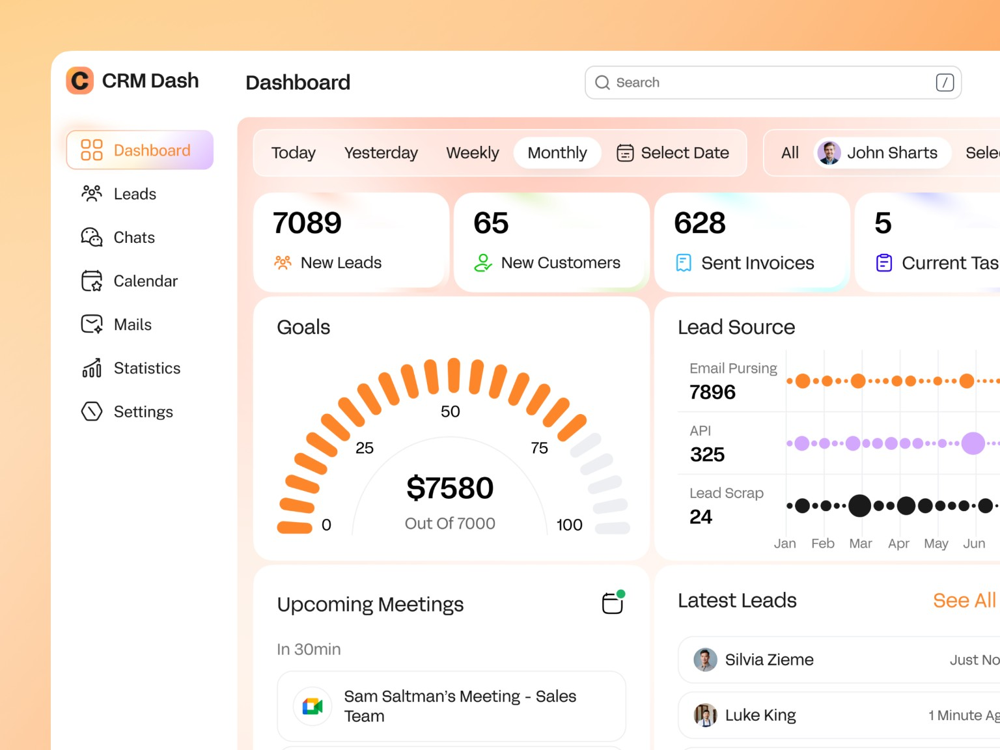 C CRM Dash
Dashboard
Search
/
Dashboard
Leads
Chats
Calendar
Mails
Statistics
Settings
Today Yesterday Weekly Monthly Select Date
All John Sharts
7089
New Leads
65
New Customers
628
Sent Invoices
5
Current
Goals
50
25
75
0
100
$7580
Out Of 7000
Lead Source
Email Pursing
7896
API
325
Lead Scrap
24
Jan Feb Mar Apr May Jun
Upcoming Meetings
In 30min
Sam Saltman’s Meeting - Sales
Team
Latest Leads
See All
Silvia Zieme
Just
Luke King
1 Minute